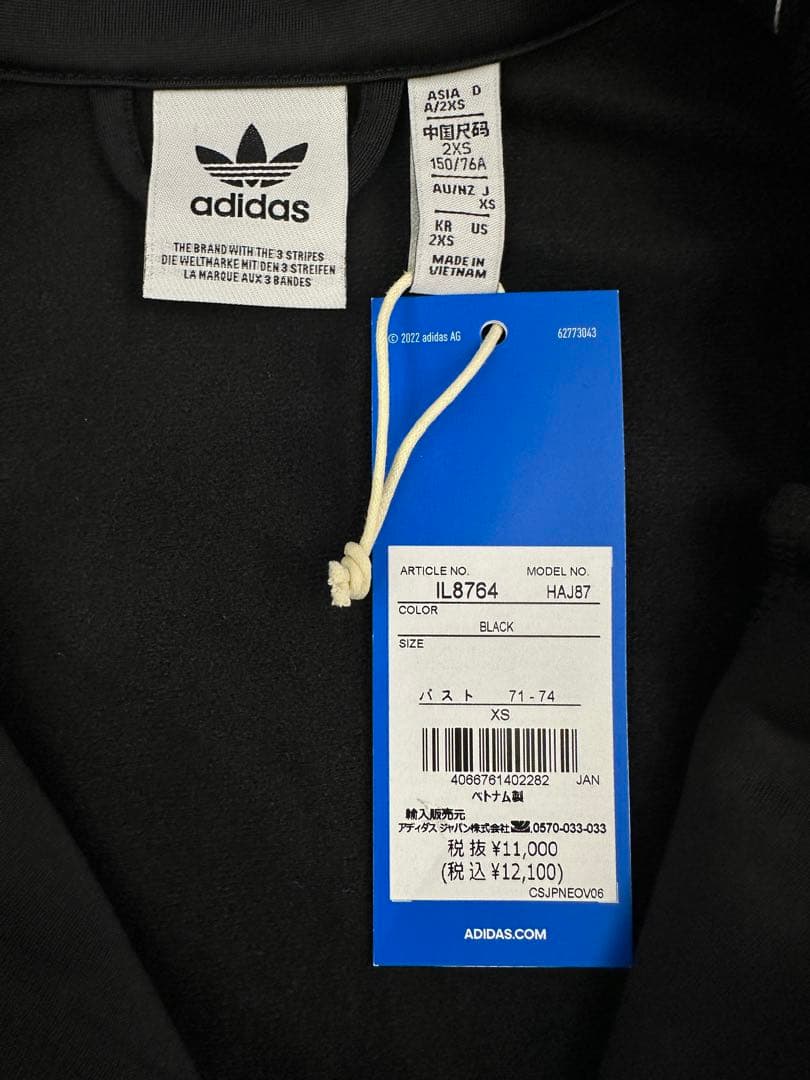 adidas
THE BRAND WITH THE 3 STRIPES
DIE WELTMARKE MIT DEN 3 STREIFEN
LA MARQUE AUX 3 BANDES
ASIA D
A/2XS
中国尺码
2XS
150/76A
AU/NZ J
XS
KR US
2XS
MADE IN
VIETNAM
© 2022 adidas AG 62773043
ARTICLE NO. MODEL NO.
IL8764 HAJ87
COLOR
BLACK
SIZE
バスト 71-74
XS
4066761402282 JAN
ベトナム製
輸入販売元
アディダス ジャパン株式会社 0570-033-033
税抜 ¥11,000
(税込 ¥12,100)
CSJPNEOV06
ADIDAS.COM